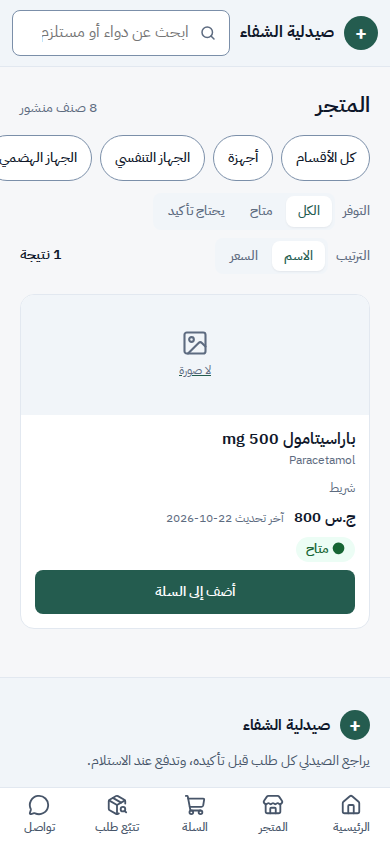 صيدلية الشفاء
ابحث عن دواء أو مستلزم
المتجر
8 صنف منشور
كل الأقسام
أجهزة
الجهاز التنفسي
الجهاز الهضمي
التوفر
الكل
متاح
يحتاج تأكيد
الترتيب
الاسم
السعر
1 نتيجة
لا صورة
باراسيتامول 500 mg
Paracetamol
شريط
ج.س 800
آخر تحديث 22-10-2026
متاح
أضف إلى السلة
صيدلية الشفاء
يراجع الصيدلي كل طلب قبل تأكيده، وتدفع عند الاستلام.
الرئيسية
المتجر
السلة
تتبّع طلب
تواصل